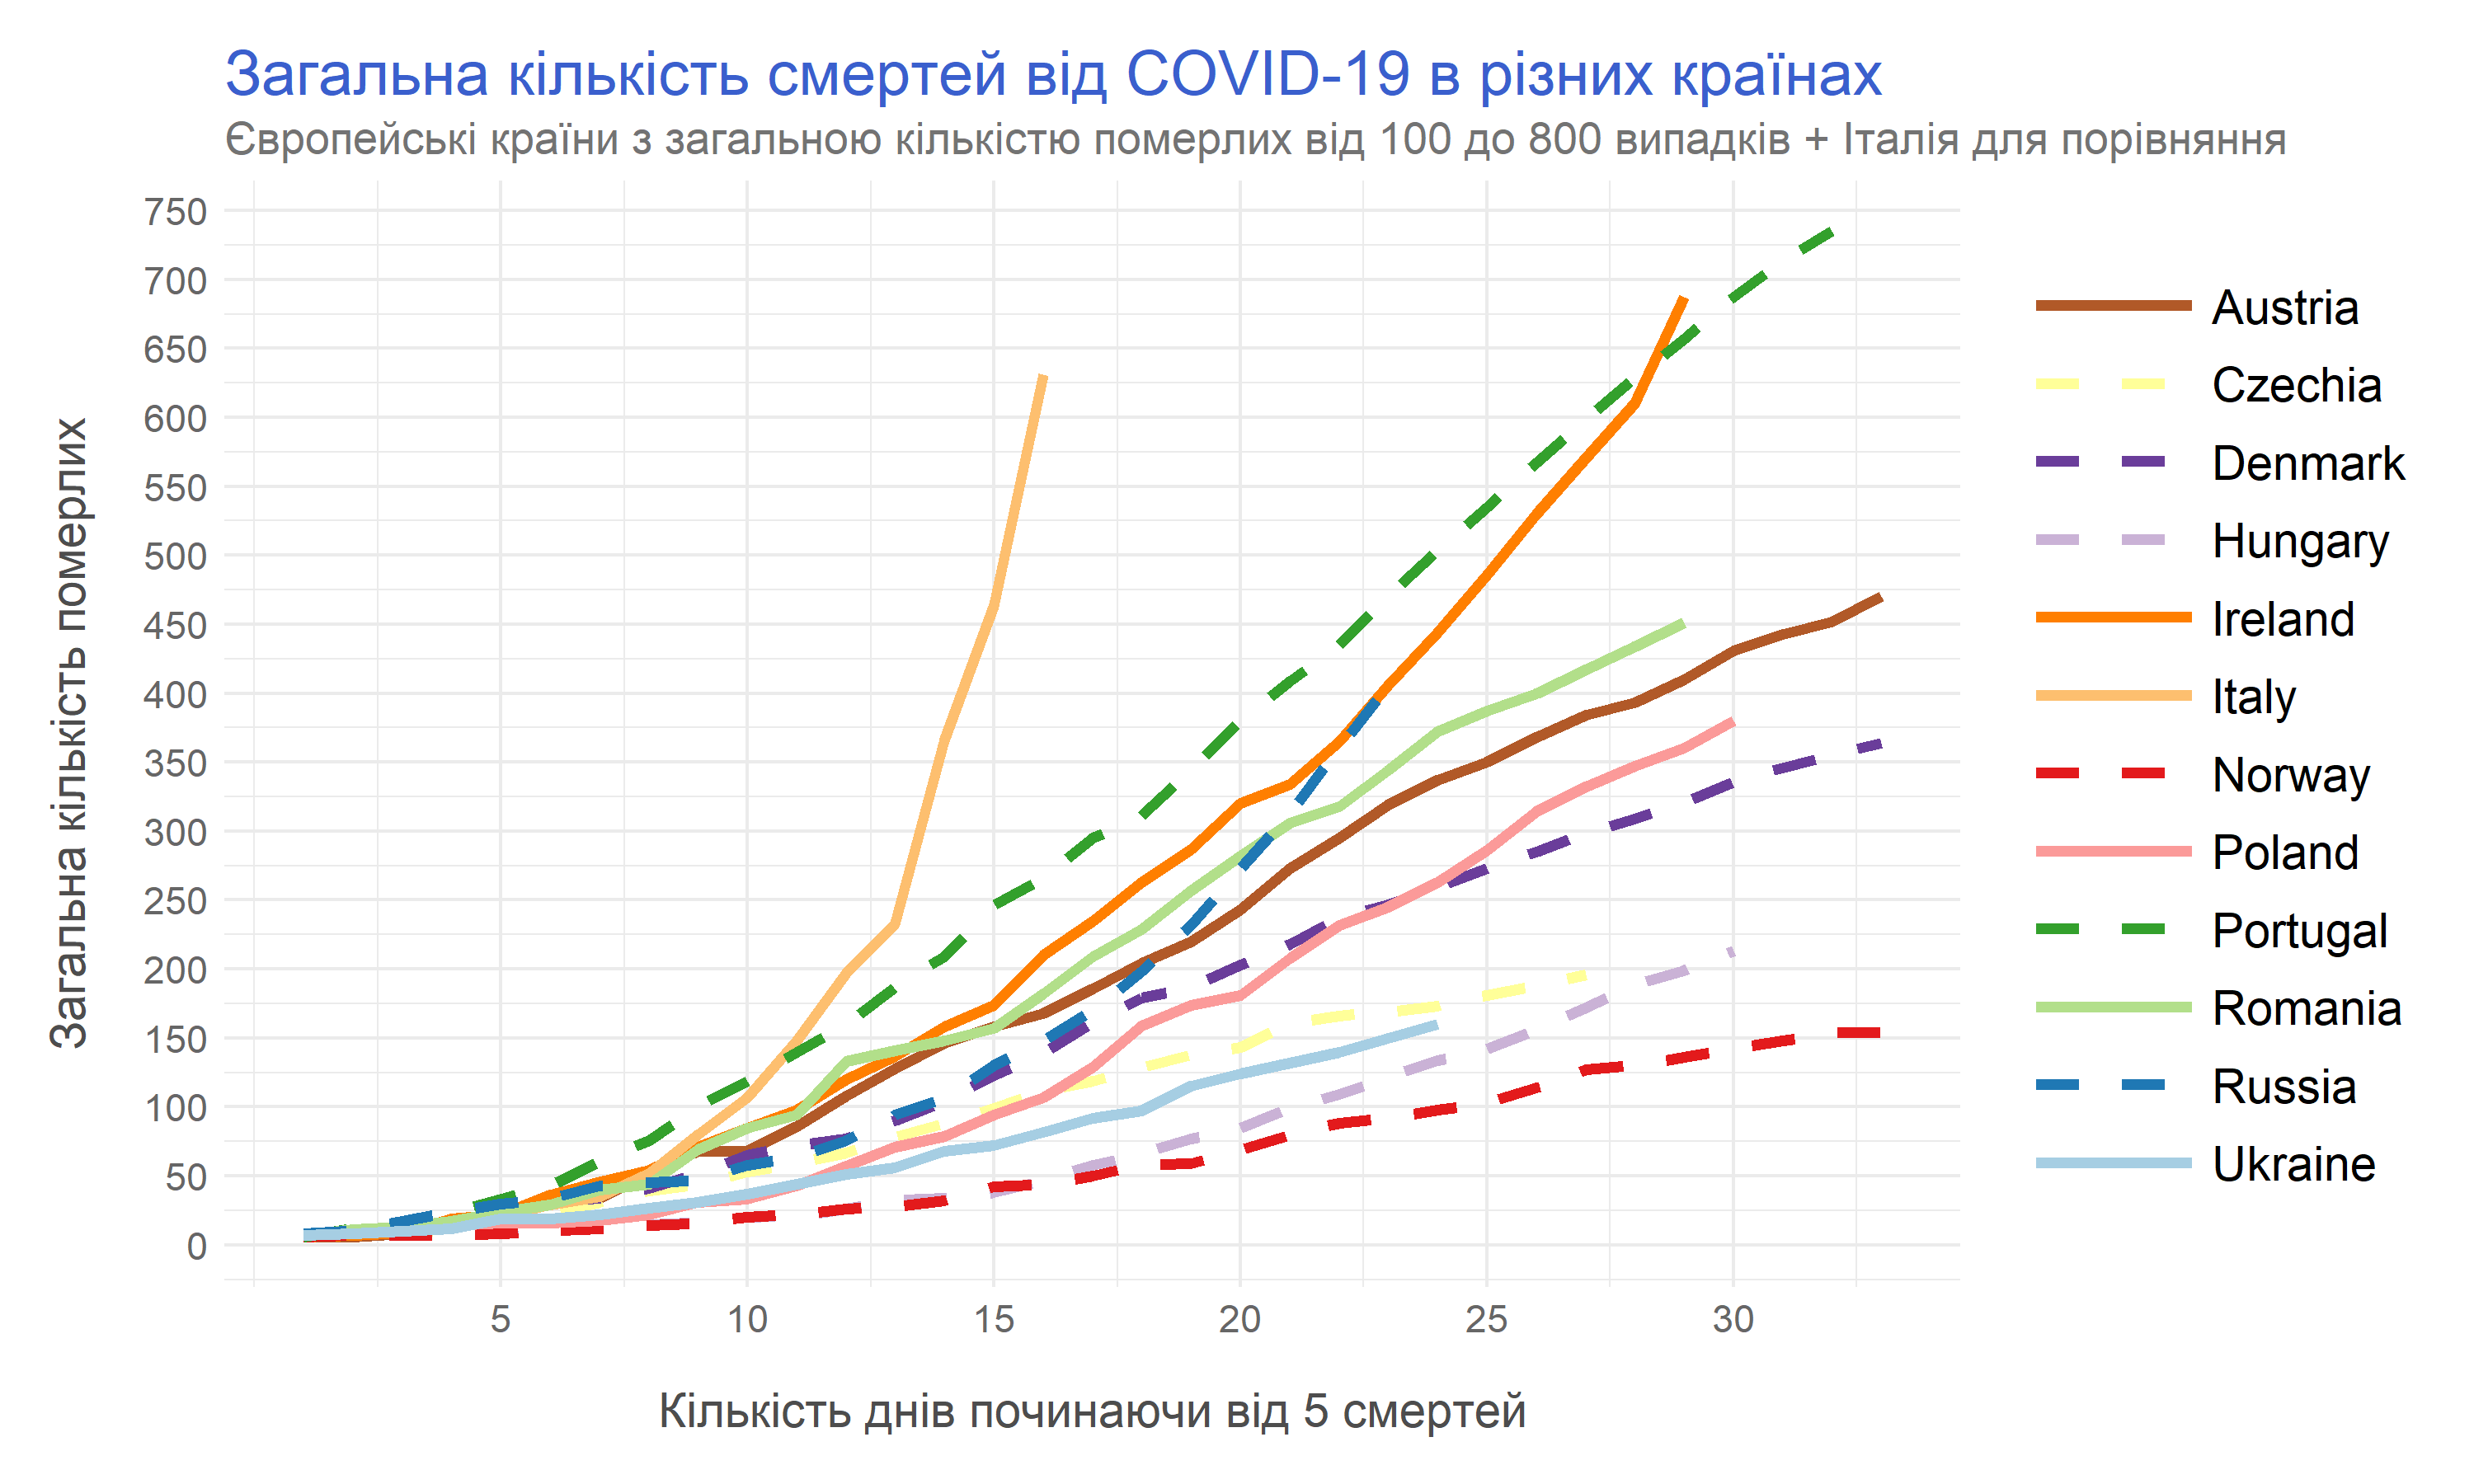 Загальна кількість смертей від COVID-19 в різних країнах
Європейські країни з загальною кількістю померлих від 100 до 800 випадків + Італія для порівняння
Загальна кількість померлих
750
700
650
600
550
500
450
400
350
300
250
200
150
100
50
0
5 10 15 20 25 30
Кількість днів починаючи від 5 смертей
Austria
Czechia
Denmark
Hungary
Ireland
Italy
Norway
Poland
Portugal
Romania
Russia
Ukraine